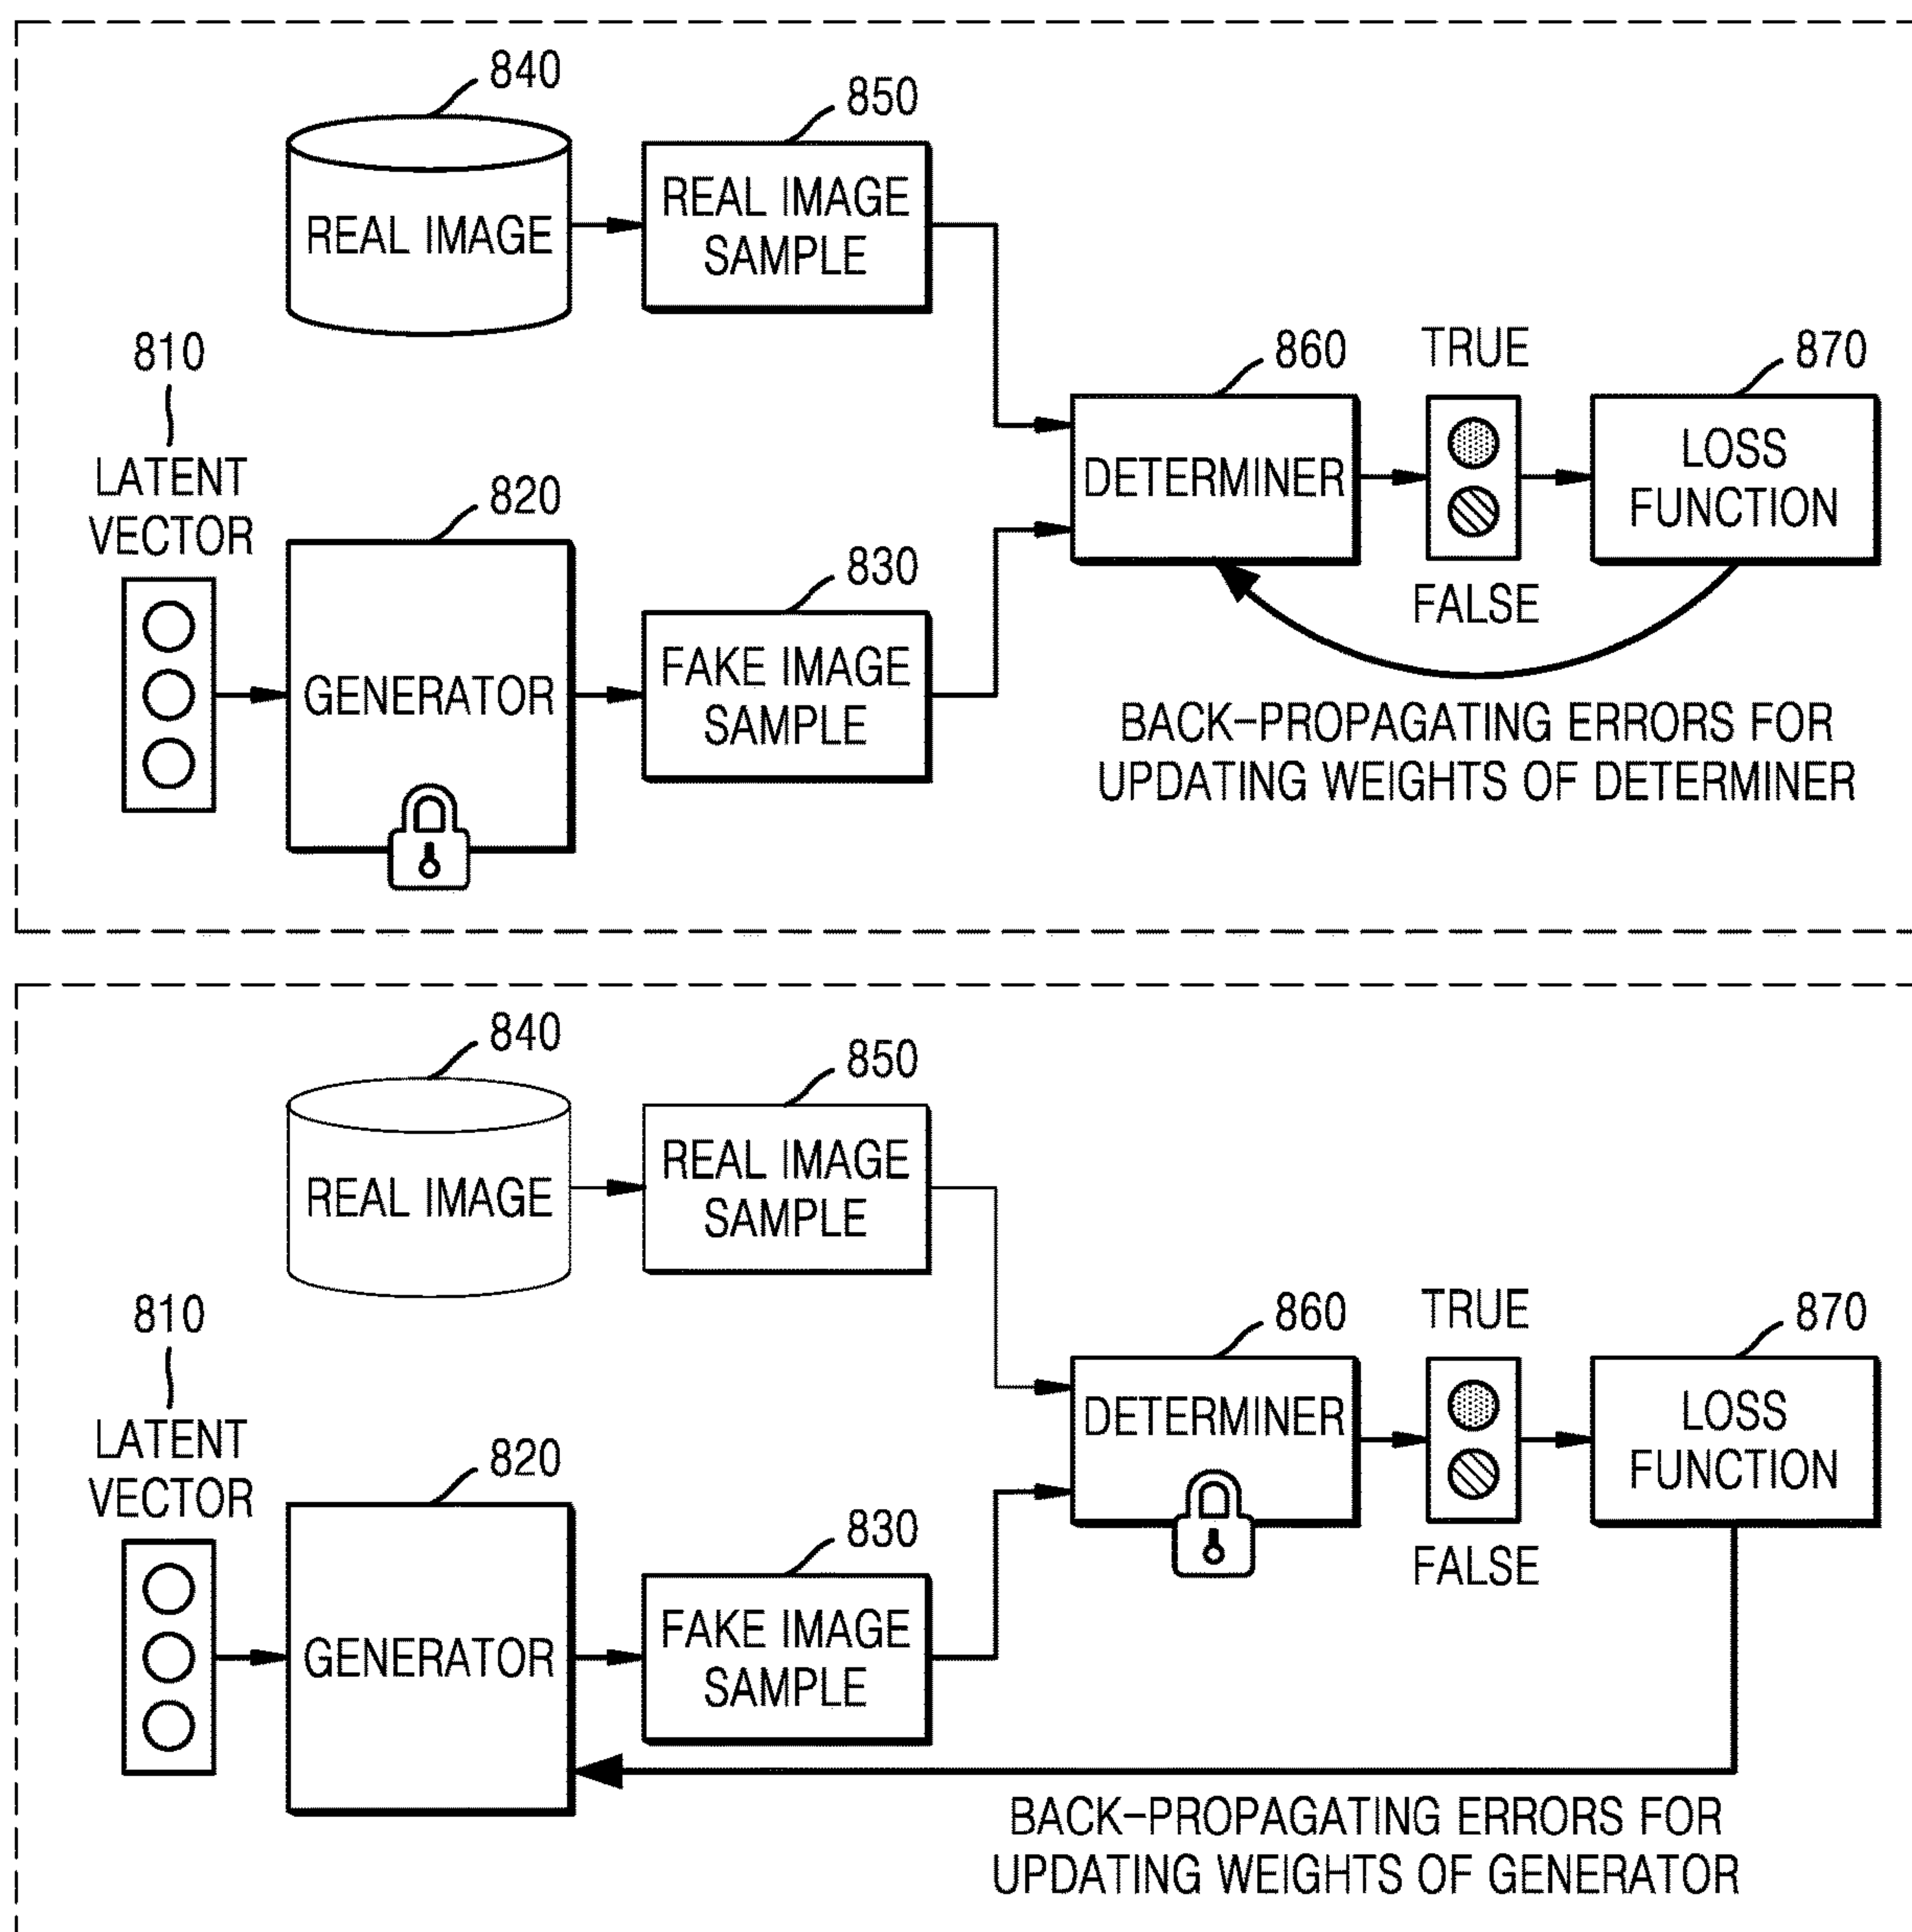 840
850
REAL IMAGE
REAL IMAGE
SAMPLE
810
LATENT
VECTOR
820
GENERATOR
830
FAKE IMAGE
SAMPLE
860
DETERMINER
TRUE
FALSE
870
LOSS
FUNCTION
BACK-PROPAGATING ERRORS FOR
UPDATING WEIGHTS OF DETERMINER
840
850
REAL IMAGE
REAL IMAGE
SAMPLE
810
LATENT
VECTOR
820
GENERATOR
830
FAKE IMAGE
SAMPLE
860
DETERMINER
TRUE
FALSE
870
LOSS
FUNCTION
BACK-PROPAGATING ERRORS FOR
UPDATING WEIGHTS OF GENERATOR